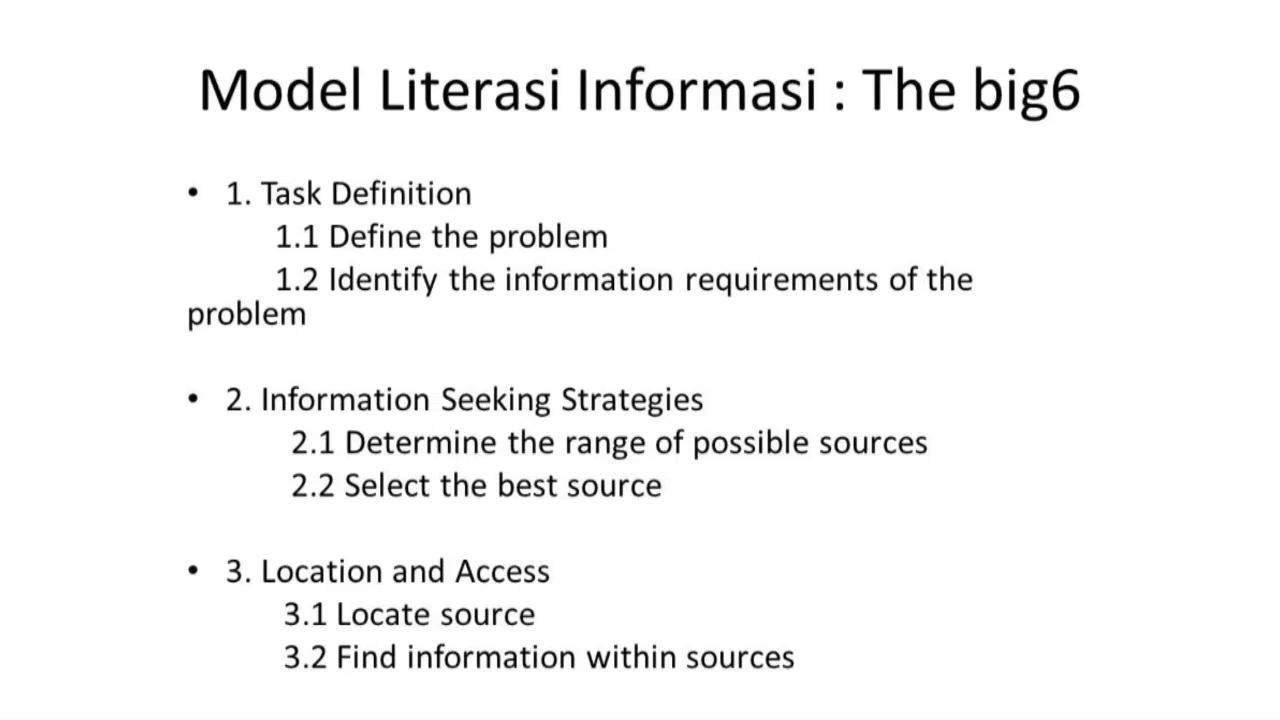 Model Literasi Informasi : The big6
• 1. Task Definition
1.1 Define the problem
1.2 Identify the information requirements of the
problem
• 2. Information Seeking Strategies
2.1 Determine the range of possible sources
2.2 Select the best source
• 3. Location and Access
3.1 Locate source
3.2 Find information within sources